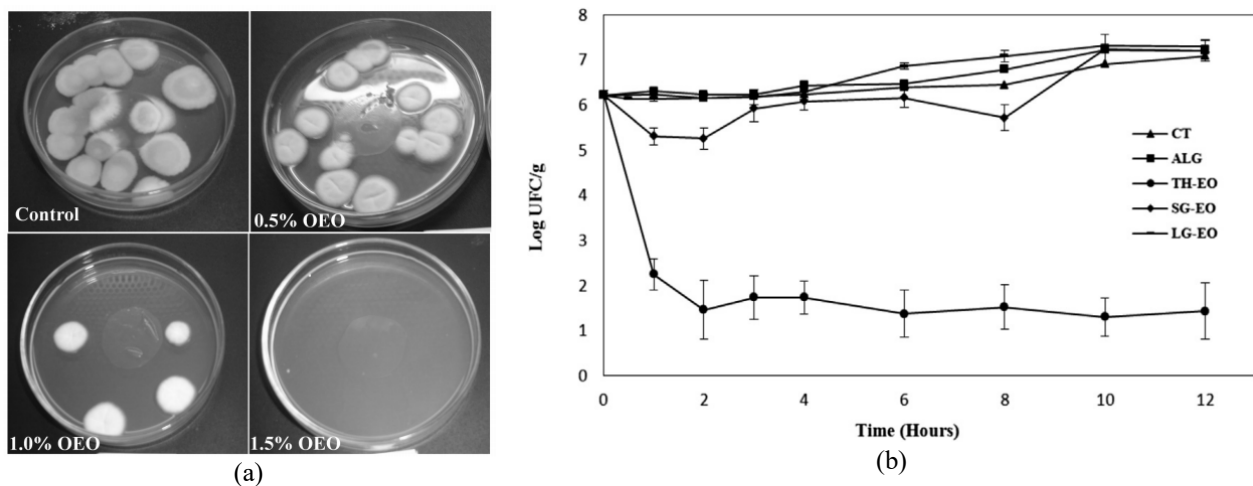 Control
0.5% OEO
1.0% OEO
1.5% OEO
(a)
8
7
6
5
4
3
2
1
0
Log UFC/g
0 2 4 6 8 10 12
Time (Hours)
CT
ALG
TH-EO
SG-EO
LG-EO
(b)